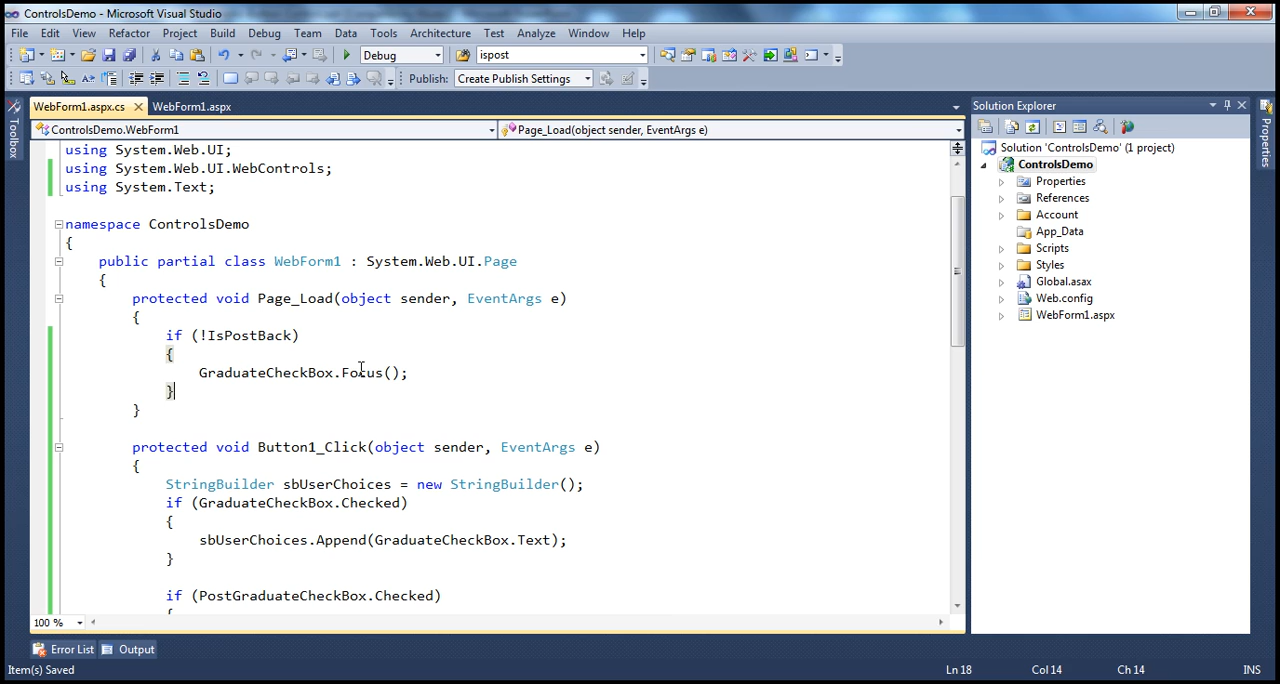 ControlsDemo - Microsoft Visual Studio
File Edit View Refactor Project Build Debug Team Data Tools Architecture Test Analyze Window Help
Debug ispost
Publish: Create Publish Settings
WebForm1.aspx.cs WebForm1.aspx
ControlsDemo.WebForm1 Page_Load(object sender, EventArgs e)
Toolbox
using System.Web.UI;
using System.Web.UI.WebControls;
using System.Text;
namespace ControlsDemo
{
public partial class WebForm1 : System.Web.UI.Page
{
protected void Page_Load(object sender, EventArgs e)
{
if (!IsPostBack)
{
GraduateCheckBox.Focus();
}
}
protected void Button1_Click(object sender, EventArgs e)
{
StringBuilder sbUserChoices = new StringBuilder();
if (GraduateCheckBox.Checked)
{
sbUserChoices.Append(GraduateCheckBox.Text);
}
if (PostGraduateCheckBox.Checked)
{
100 %
Solution Explorer
Solution 'ControlsDemo' (1 project)
ControlsDemo
Properties
References
Account
App_Data
Scripts
Styles
Global.asax
Web.config
WebForm1.aspx
Properties
Error List Output
Item(s) Saved Ln 18 Col 14 Ch 14 INS